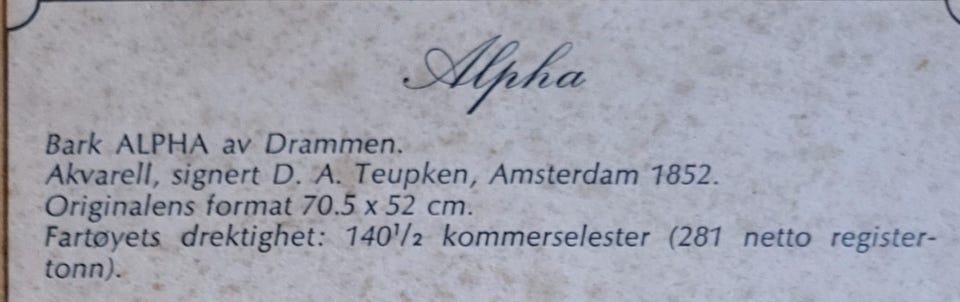 Alpha
Bark ALPHA av Drammen.
Akvarell, signert D. A. Teupken, Amsterdam 1852.
Originalens format 70.5 x 52 cm.
Fartøyets drektighet: 140¹/₂ kommerselester (281 netto register-
tonn).